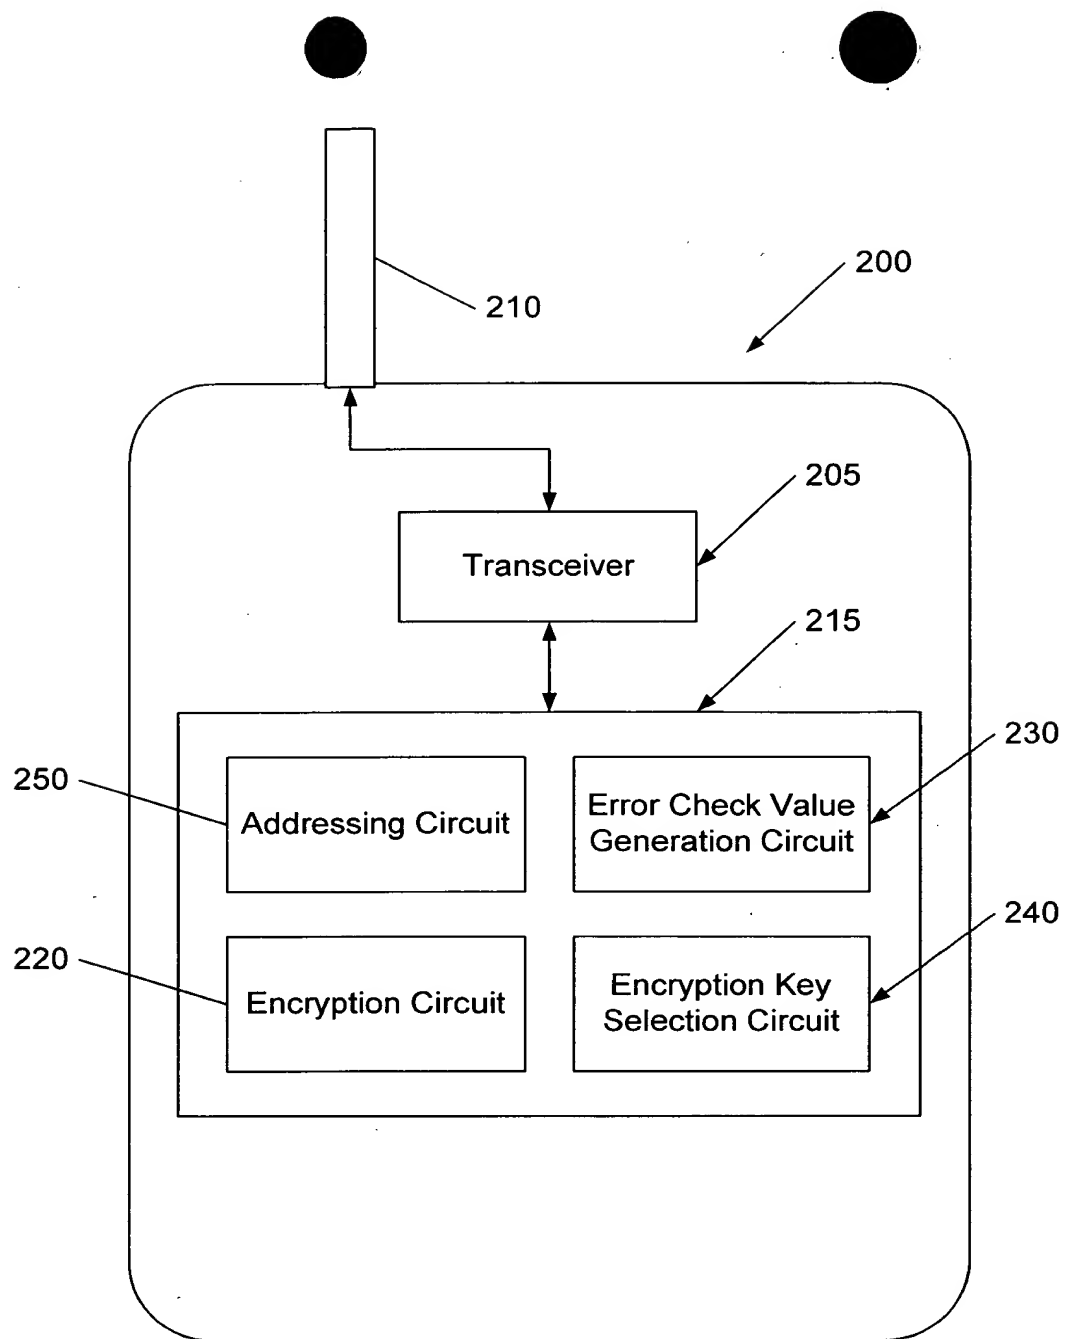 200
210
205
Transceiver
215
230
250
Addressing Circuit
Error Check Value
Generation Circuit
240
220
Encryption Circuit
Encryption Key
Selection Circuit